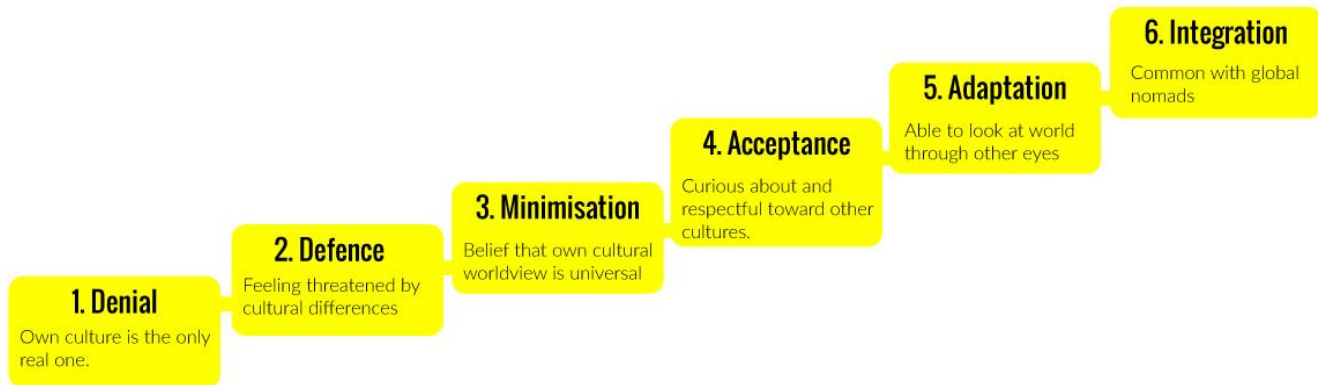 1. Denial
Own culture is the only
real one.
2. Defence
Feeling threatened by
cultural differences
3. Minimisation
Belief that own cultural
worldview is universal
4. Acceptance
Curious about and
respectful toward other
cultures.
5. Adaptation
Able to look at world
through other eyes
6. Integration
Common with global
nomads